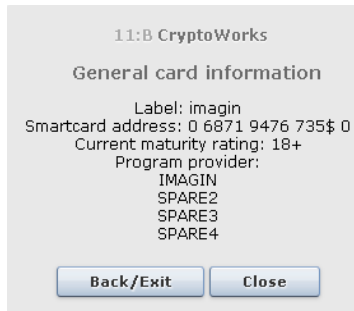 11:B CryptoWorks
General card information
Label: imagin
Smartcard address: 0 6871 9476 735$ 0
Current maturity rating: 18+
Program provider:
IMAGIN
SPARE2
SPARE3
SPARE4
Back/Exit Close